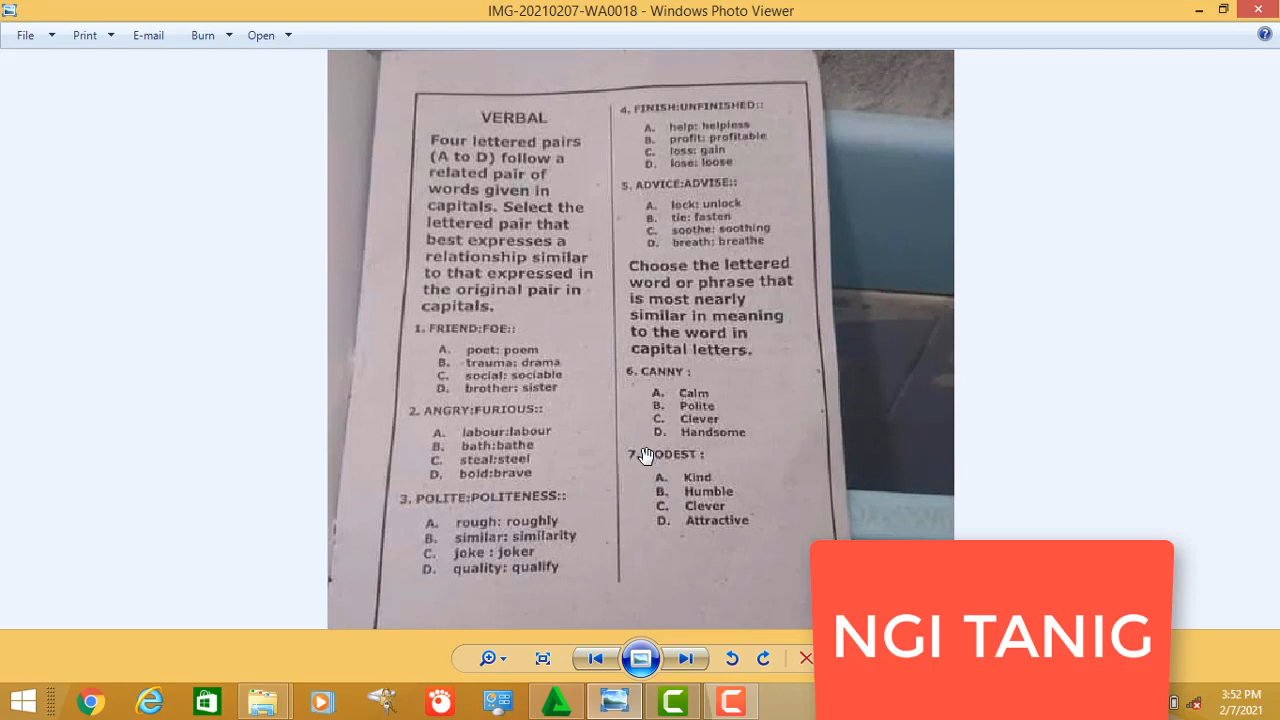 IMG-20210207-WA0018 - Windows Photo Viewer
File Print E-mail Burn Open
VERBAL
Four lettered pairs
(A to D) follow a
related pair of
words given in
capitals. Select the
lettered pair that
best expresses a
relationship similar
to that expressed in
the original pair in
capitals.
1. FRIEND:FOE::
A. poet: poem
B. trauma: drama
C. social: sociable
D. brother: sister
2. ANGRY:FURIOUS::
A. labour:labour
B. bath:bathe
C. steal:steel
D. bold:brave
3. POLITE:POLITENESS::
A. rough: roughly
B. similar: similarity
C. joke : joker
D. quality: qualify
4. FINISH:UNFINISHED::
A. help: helpless
B. profit: profitable
C. loss: gain
D. lose: loose
5. ADVICE:ADVISE::
A. lock: unlock
B. tie: fasten
C. soothe: soothing
D. breath: breathe
Choose the lettered
word or phrase that
is most nearly
similar in meaning
to the word in
capital letters.
6. CANNY :
A. Calm
B. Polite
C. Clever
D. Handsome
7. ODEST :
A. Kind
B. Humble
C. Clever
D. Attractive
NGI TANIG
3:52 PM
2/7/2021